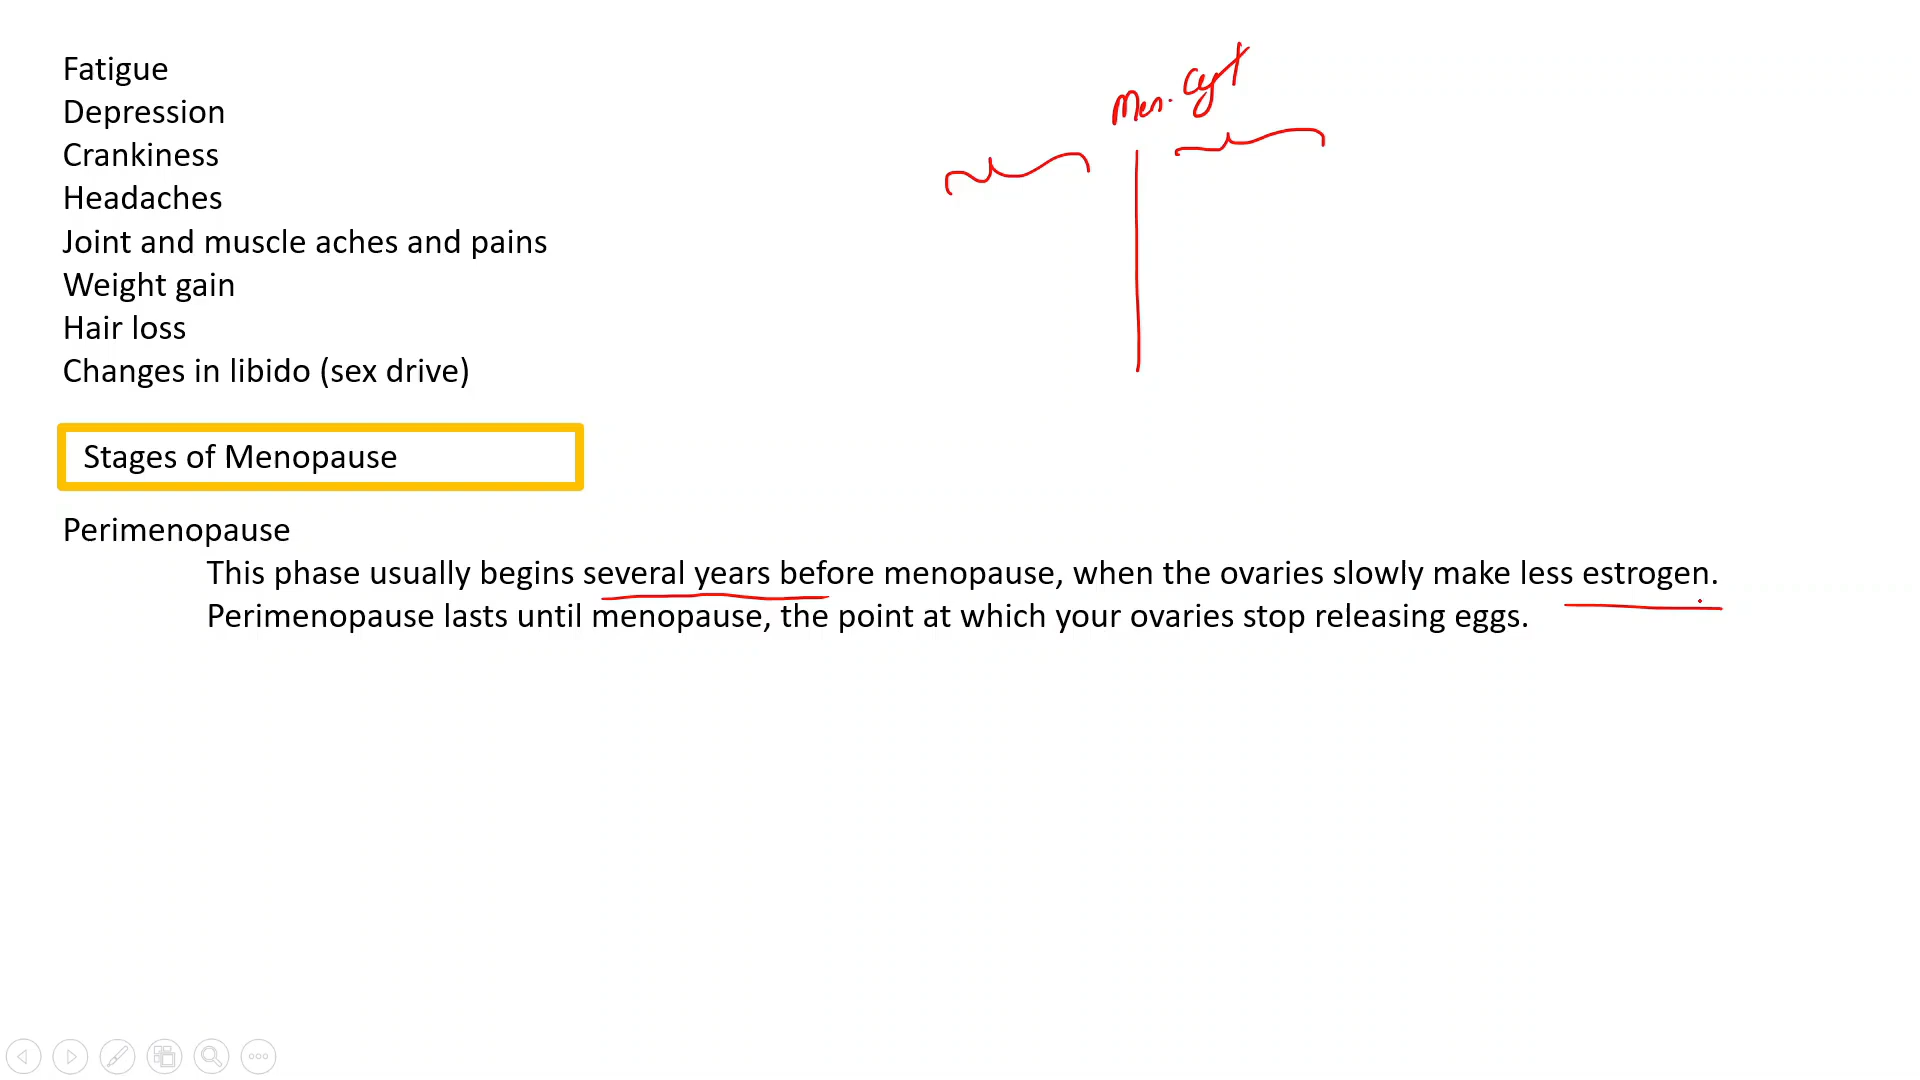 Fatigue
Depression
Crankiness
Headaches
Joint and muscle aches and pains
Weight gain
Hair loss
Changes in libido (sex drive)
Men.
Stages of Menopause
Perimenopause
This phase usually begins several years before menopause, when the ovaries slowly make less estrogen.
Perimenopause lasts until menopause, the point at which your ovaries stop releasing eggs.